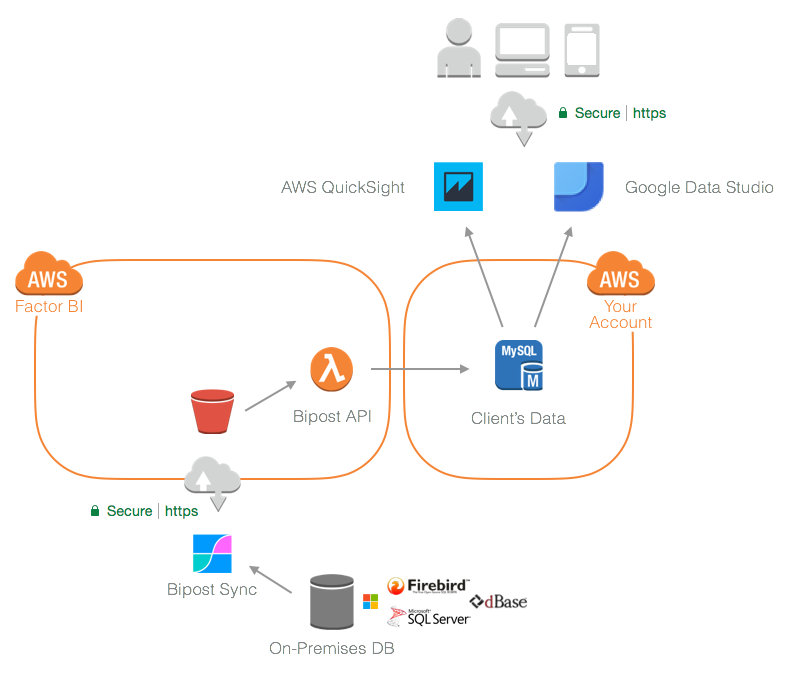 Secure | https
AWS QuickSight
Google Data Studio
AWS
Factor BI
AWS
Your
Account
λ
Bipost API
MySQL
M
Client's Data
Secure | https
Bipost Sync
Firebird™
dBase
Microsoft®
SQL Server
On-Premises DB